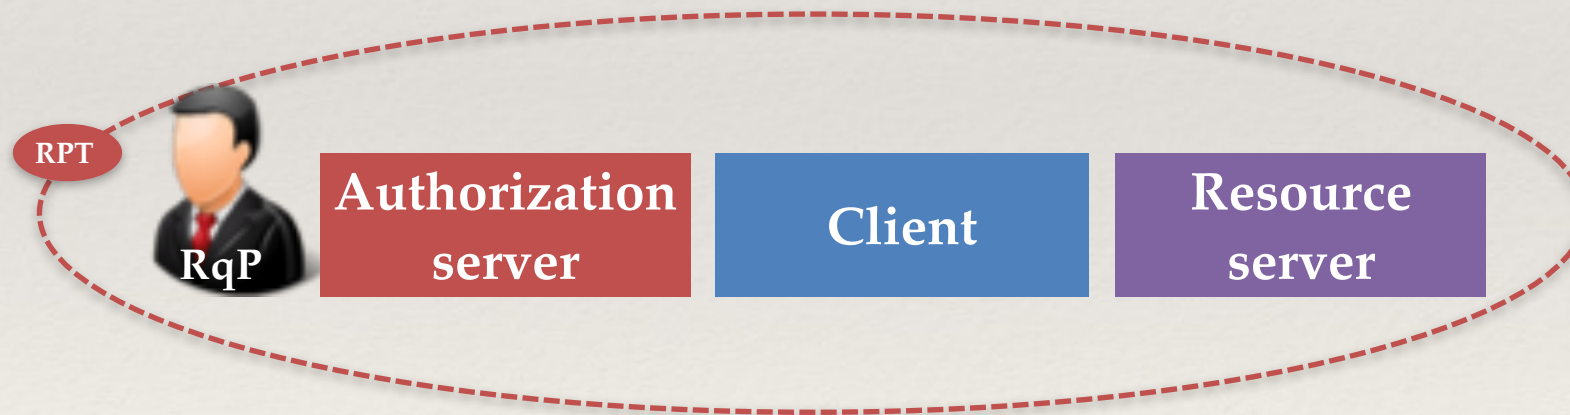 RPT
RqP
Authorization
server
Client
Resource
server